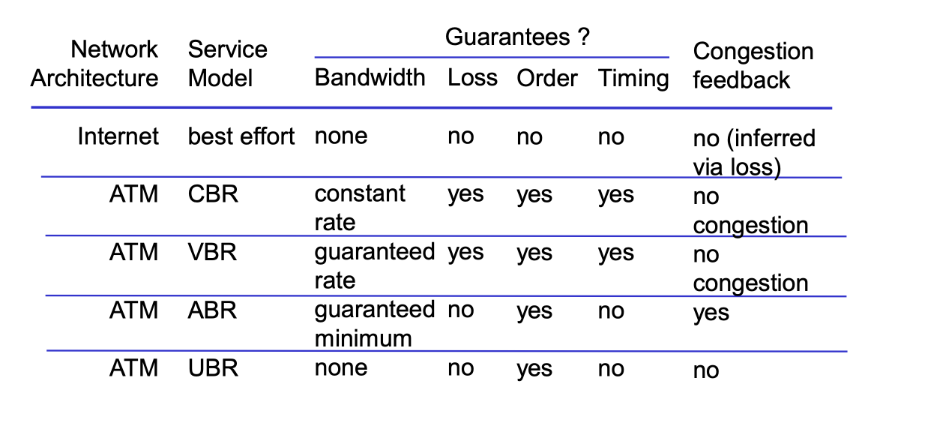 Guarantees ?
Network Service Congestion
Architecture Model Bandwidth Loss Order Timing feedback
Internet best effort none no no no no (inferred
via loss)
ATM CBR constant yes yes yes no
rate congestion
ATM VBR guaranteed yes yes yes no
rate congestion
ATM ABR guaranteed no yes no yes
minimum
ATM UBR none no yes no no